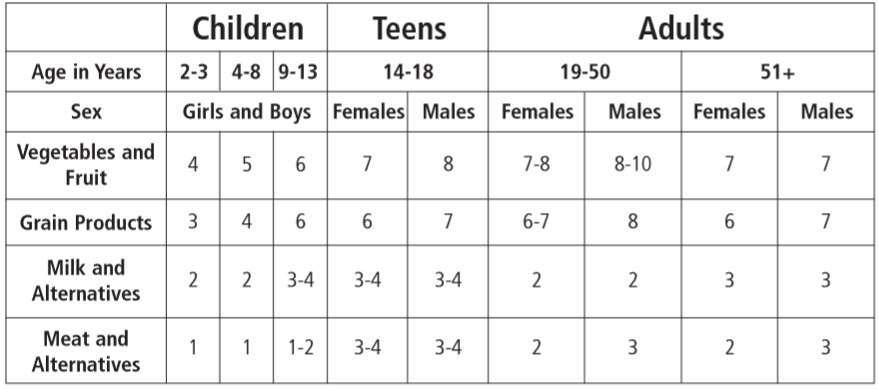 Children Teens Adults
Age in Years 2-3 4-8 9-13 14-18 19-50 51+
Sex Girls and Boys Females Males Females Males Females Males
Vegetables and
Fruit 4 5 6 7 8 7-8 8-10 7 7
Grain Products 3 4 6 6 7 6-7 8 6 7
Milk and
Alternatives 2 2 3-4 3-4 3-4 2 2 3 3
Meat and
Alternatives 1 1 1-2 3-4 3-4 2 3 2 3